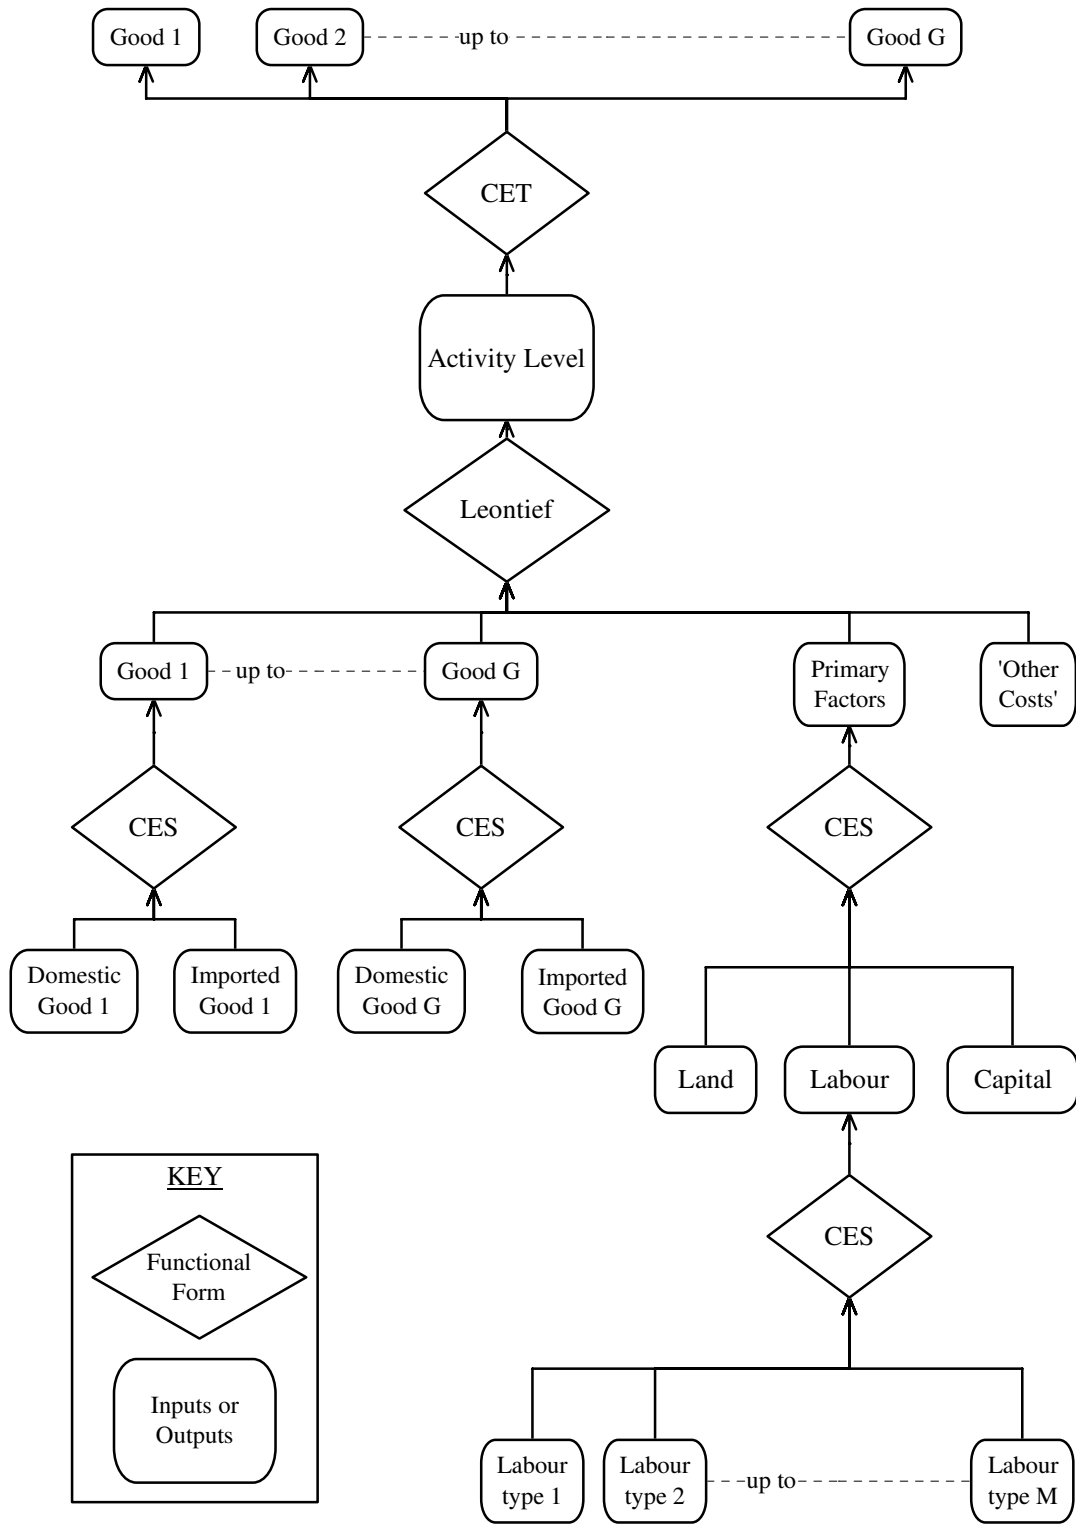 Good 1
Good 2
up to
Good G
CET
Activity Level
Leontief
Good 1
up to
Good G
Primary
Factors
'Other
Costs'
CES
CES
CES
Domestic
Good 1
Imported
Good 1
Domestic
Good G
Imported
Good G
Land
Labour
Capital
KEY
Functional
Form
Inputs or
Outputs
CES
Labour
type 1
Labour
type 2
up to
Labour
type M